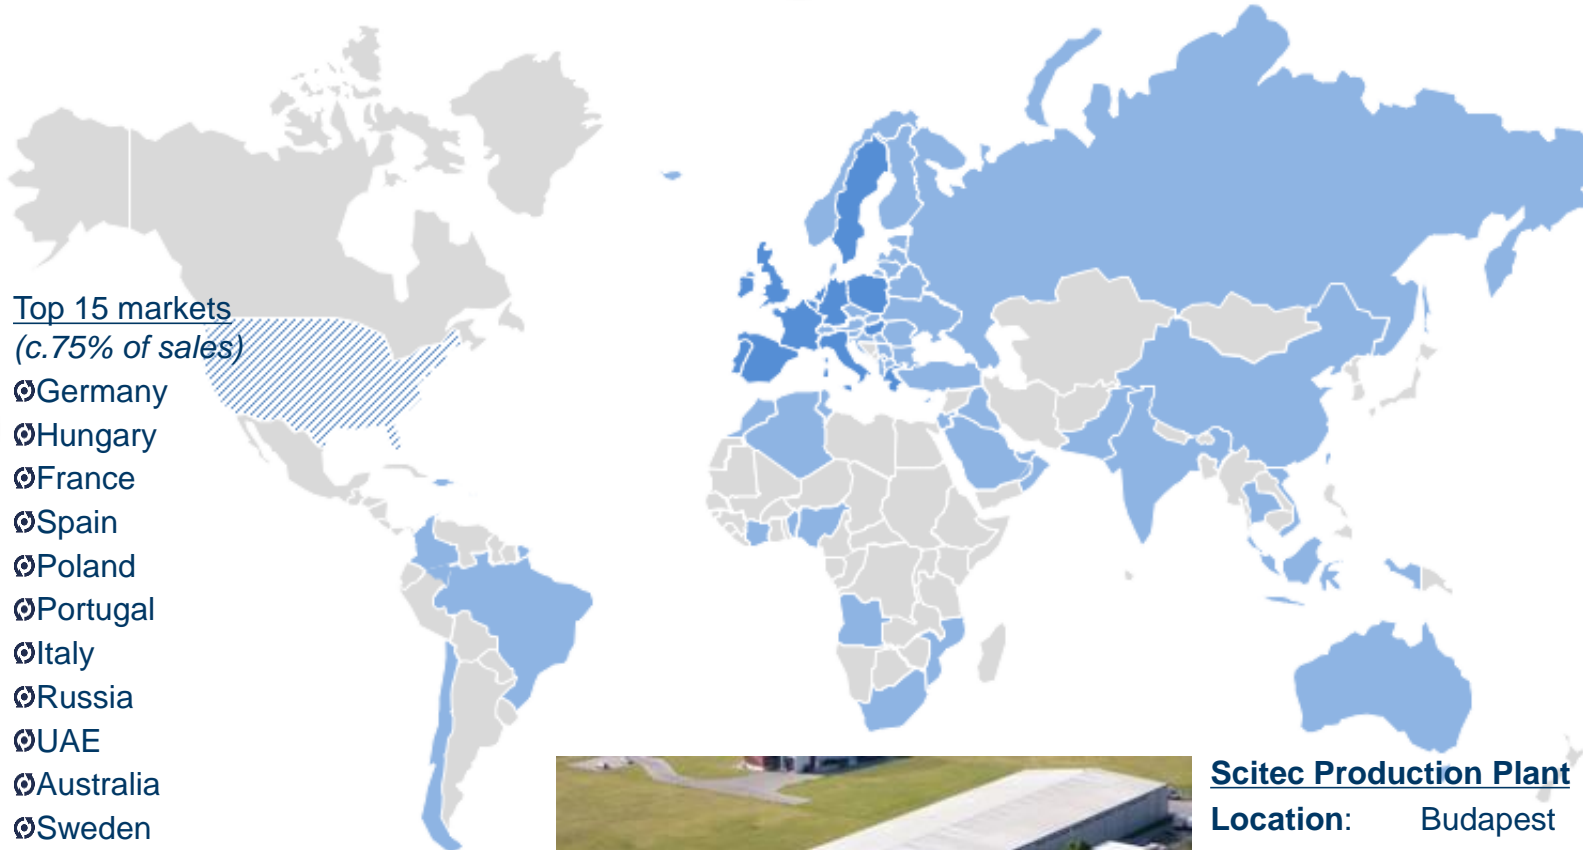 Top 15 markets
(c.75% of sales)
Germany
Hungary
France
Spain
Poland
Portugal
Italy
Russia
UAE
Australia
Sweden
Scitec Production Plant
Location: Budapest